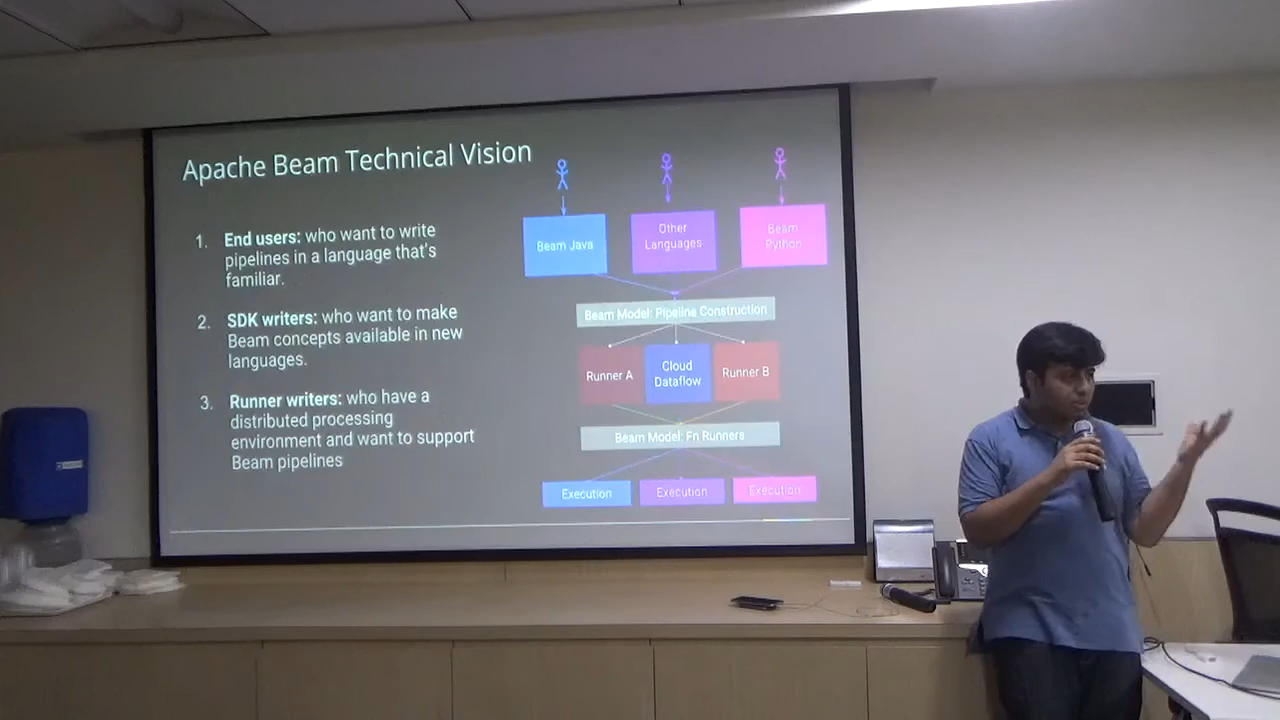 Apache Beam Technical Vision
1. End users: who want to write
pipelines in a language that's
familiar.
2. SDK writers: who want to make
Beam concepts available in new
languages.
3. Runner writers: who have a
distributed processing
environment and want to support
Beam pipelines
Beam Java
Other
Languages
Beam
Python
Beam Model: Pipeline Construction
Runner A
Cloud
Dataflow
Runner B
Beam Model: Fn Runners
Execution
Execution
Execution